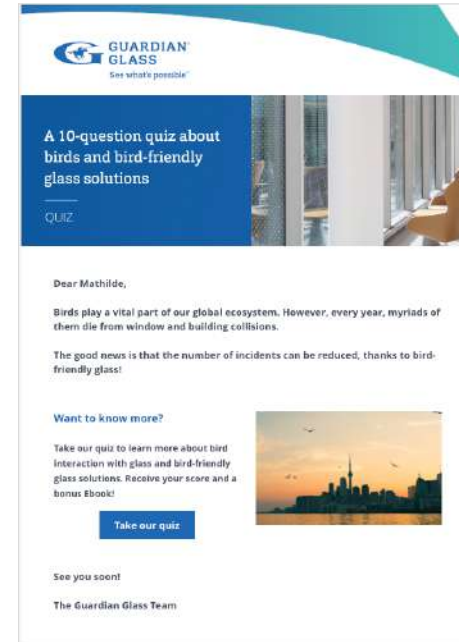 GUARDIAN
GLASS
See what's possible™
A 10-question quiz about
birds and bird-friendly
glass solutions
QUIZ
Dear Mathilde,
Birds play a vital part of our global ecosystem. However, every year, myriads of
them die from window and building collisions.
The good news is that the number of incidents can be reduced, thanks to bird-
friendly glass!
Want to know more?
Take our quiz to learn more about bird
interaction with glass and bird-friendly
glass solutions. Receive your score and a
bonus Ebook!
Take our quiz
See you soon!
The Guardian Glass Team